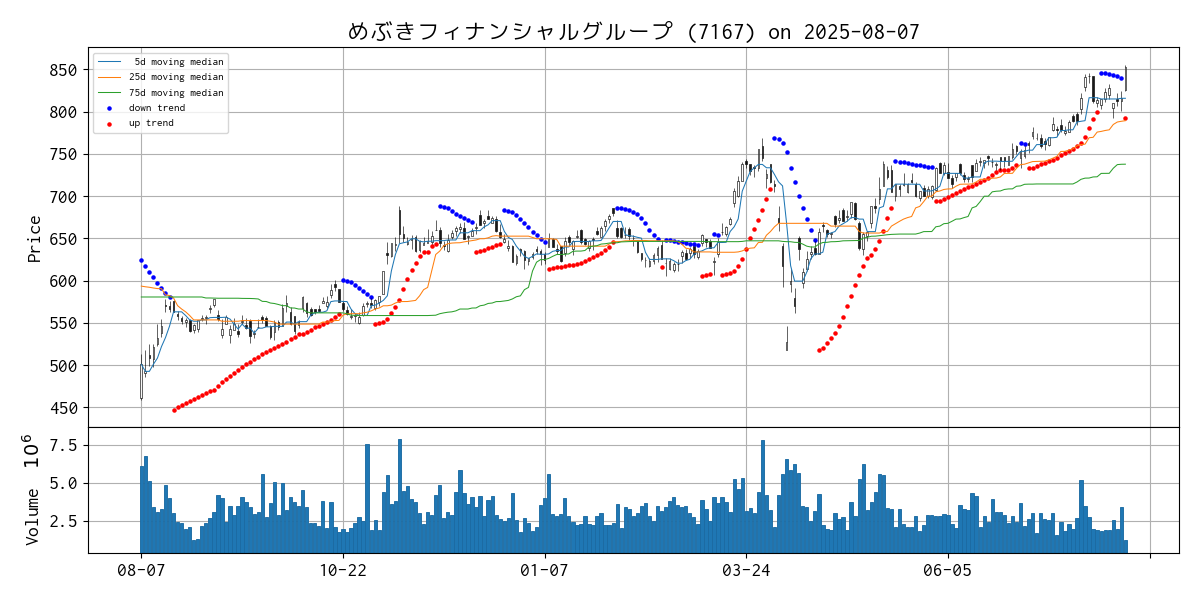 めぶきフィナンシャルグループ (7167) on 2025-08-07
5d moving median
25d moving median
75d moving median
down trend
up trend
Price
850
800
750
700
650
600
550
500
450
Volume 10^6
7.5
5.0
2.5
08-07
10-22
01-07
03-24
06-05